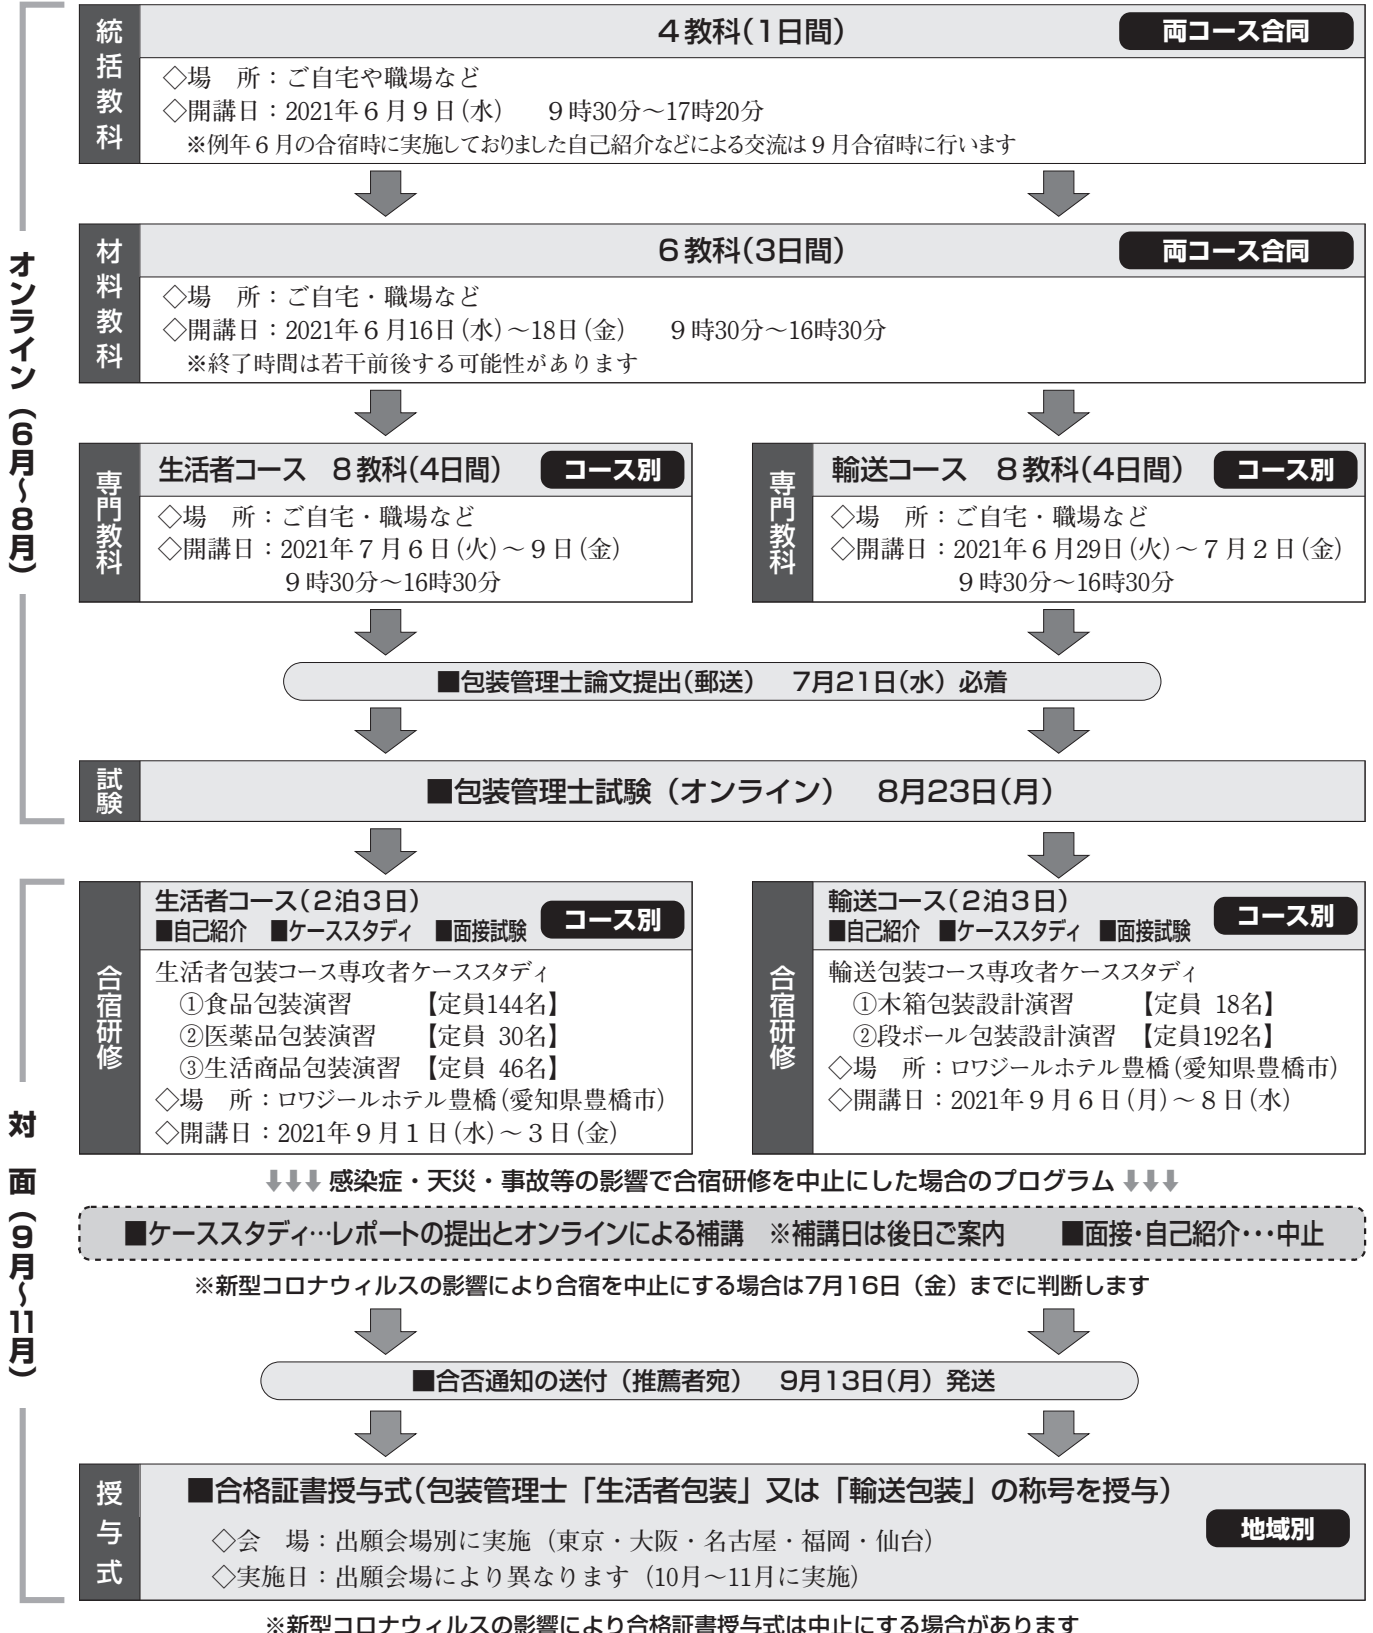 オンライン（6月～8月）
統括教科
4教科(1日間)
両コース合同
◇場　所：ご自宅や職場など
◇開講日：2021年６月９日(水)　９時30分～17時20分
※例年６月の合宿時に実施しておりました自己紹介などによる交流は９月合宿時に行います
材料教科
6教科(3日間)
両コース合同
◇場　所：ご自宅・職場など
◇開講日：2021年６月16日(水)～18日(金)　９時30分～16時30分
※終了時間は若干前後する可能性があります
専門教科
生活者コース　8教科(4日間)
コース別
◇場　所：ご自宅・職場など
◇開講日：2021年７月６日(火)～９日(金)
９時30分～16時30分
専門教科
輸送コース　8教科(4日間)
コース別
◇場　所：ご自宅・職場など
◇開講日：2021年６月29日(火)～７月２日(金)
９時30分～16時30分
■包装管理士論文提出(郵送)　7月21日(水) 必着
試験
■包装管理士試験（オンライン）　8月23日(月)
対　面（9月～11月）
合宿研修
生活者コース(２泊３日)
■自己紹介　■ケーススタディ　■面接試験
コース別
生活者包装コース専攻者ケーススタディ
①食品包装演習　【定員144名】
②医薬品包装演習　【定員 30名】
③生活商品包装演習　【定員 46名】
◇場　所：ロワジールホテル豊橋(愛知県豊橋市)
◇開講日：2021年９月１日(水)～３日(金)
合宿研修
輸送コース(２泊３日)
■自己紹介　■ケーススタディ　■面接試験
コース別
輸送包装コース専攻者ケーススタディ
①木箱包装設計演習　【定員 18名】
②段ボール包装設計演習　【定員192名】
◇場　所：ロワジールホテル豊橋(愛知県豊橋市)
◇開講日：2021年９月６日(月)～８日(水)
⬇⬇⬇ 感染症・天災・事故等の影響で合宿研修を中止にした場合のプログラム ⬇⬇⬇
■ケーススタディ…レポートの提出とオンラインによる補講　※補講日は後日ご案内　■面接・自己紹介・・・中止
※新型コロナウィルスの影響により合宿を中止にする場合は7月16日（金）までに判断します
■合否通知の送付（推薦者宛）　9月13日(月) 発送
授与式
■合格証書授与式(包装管理士「生活者包装」又は「輸送包装」の称号を授与)
地域別
◇会　場：出願会場別に実施（東京・大阪・名古屋・福岡・仙台）
◇実施日：出願会場により異なります（10月～11月に実施）
※新型コロナウィルスの影響により合格証書授与式は中止にする場合があります